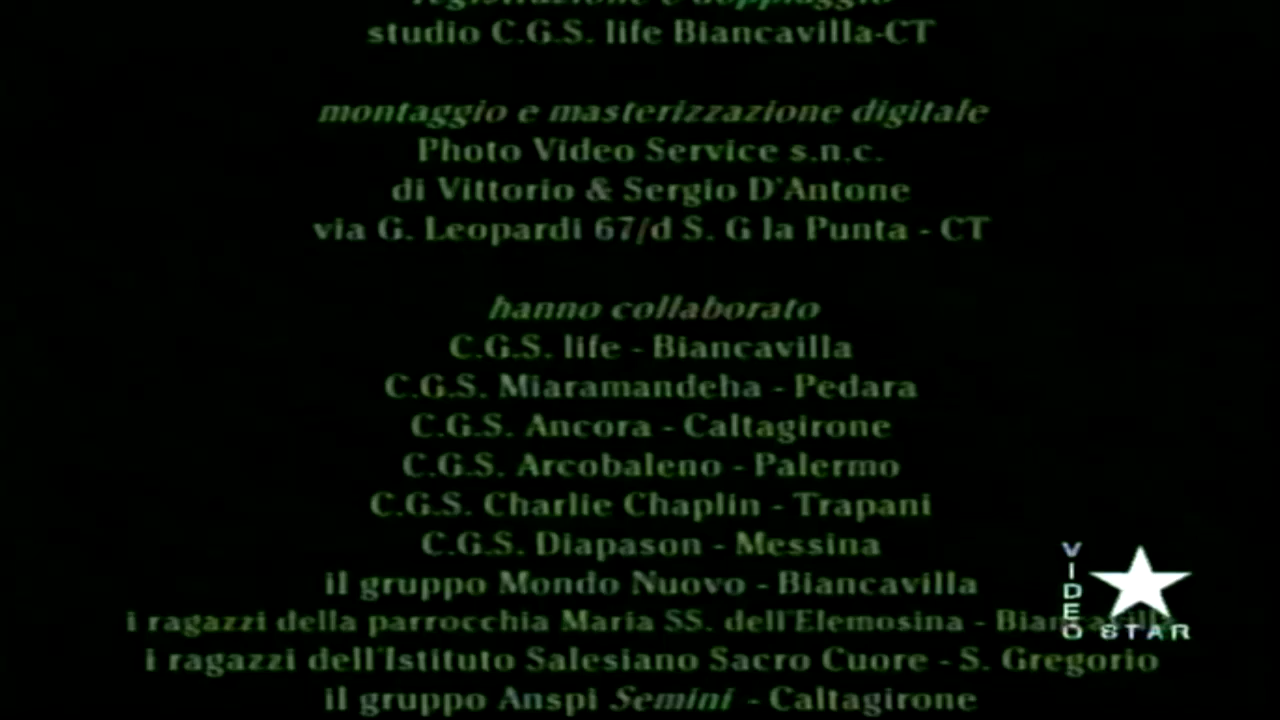 registrazione e doppiaggio
studio C.G.S. life Biancavilla-CT
montaggio e masterizzazione digitale
Photo Video Service s.n.c.
di Vittorio & Sergio D'Antone
via G. Leopardi 67/d S. G la Punta - CT
hanno collaborato
C.G.S. life - Biancavilla
C.G.S. Miaramandeha - Pedara
C.G.S. Ancora - Caltagirone
C.G.S. Arcobaleno - Palermo
C.G.S. Charlie Chaplin - Trapani
C.G.S. Diapason - Messina
il gruppo Mondo Nuovo - Biancavilla
i ragazzi della parrocchia Maria SS. dell'Elemosina - Biancavilla
i ragazzi dell'Istituto Salesiano Sacro Cuore - S. Gregorio
il gruppo Anspi Semini - Caltagirone
VIDEO
STAR